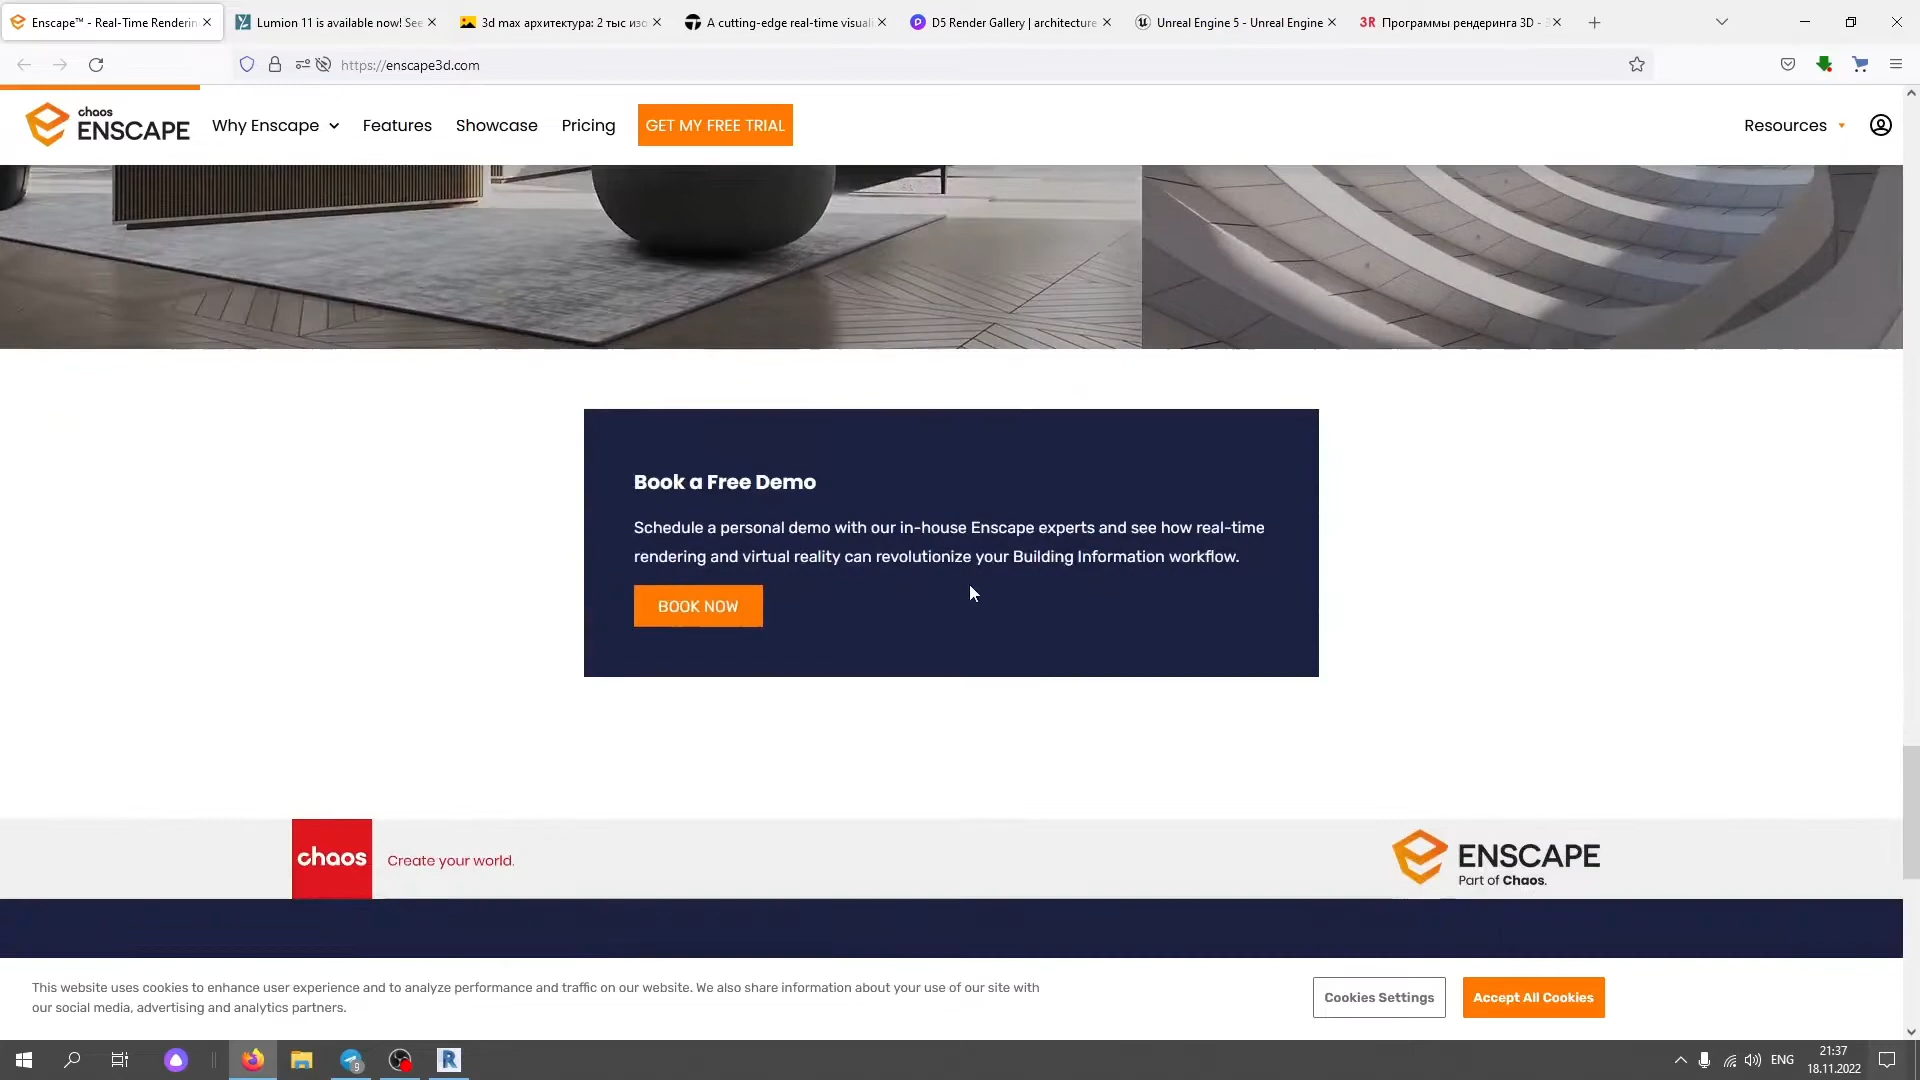 Enscape™ - Real-Time Renderin
Lumion 11 is available now! See
3d max архитектура: 2 тыс изо
A cutting-edge real-time visuali
D5 Render Gallery | architecture
Unreal Engine 5 - Unreal Engine
3R Программы рендеринга 3D - 3
https://enscape3d.com
chaos
ENSCAPE
Why Enscape
Features
Showcase
Pricing
GET MY FREE TRIAL
Resources
Book a Free Demo
Schedule a personal demo with our in-house Enscape experts and see how real-time
rendering and virtual reality can revolutionize your Building Information workflow.
BOOK NOW
chaos
Create your world.
ENSCAPE
Part of Chaos.
This website uses cookies to enhance user experience and to analyze performance and traffic on our website. We also share information about your use of our site with
our social media, advertising and analytics partners.
Cookies Settings
Accept All Cookies
9
R
ENG
21:37
18.11.2022